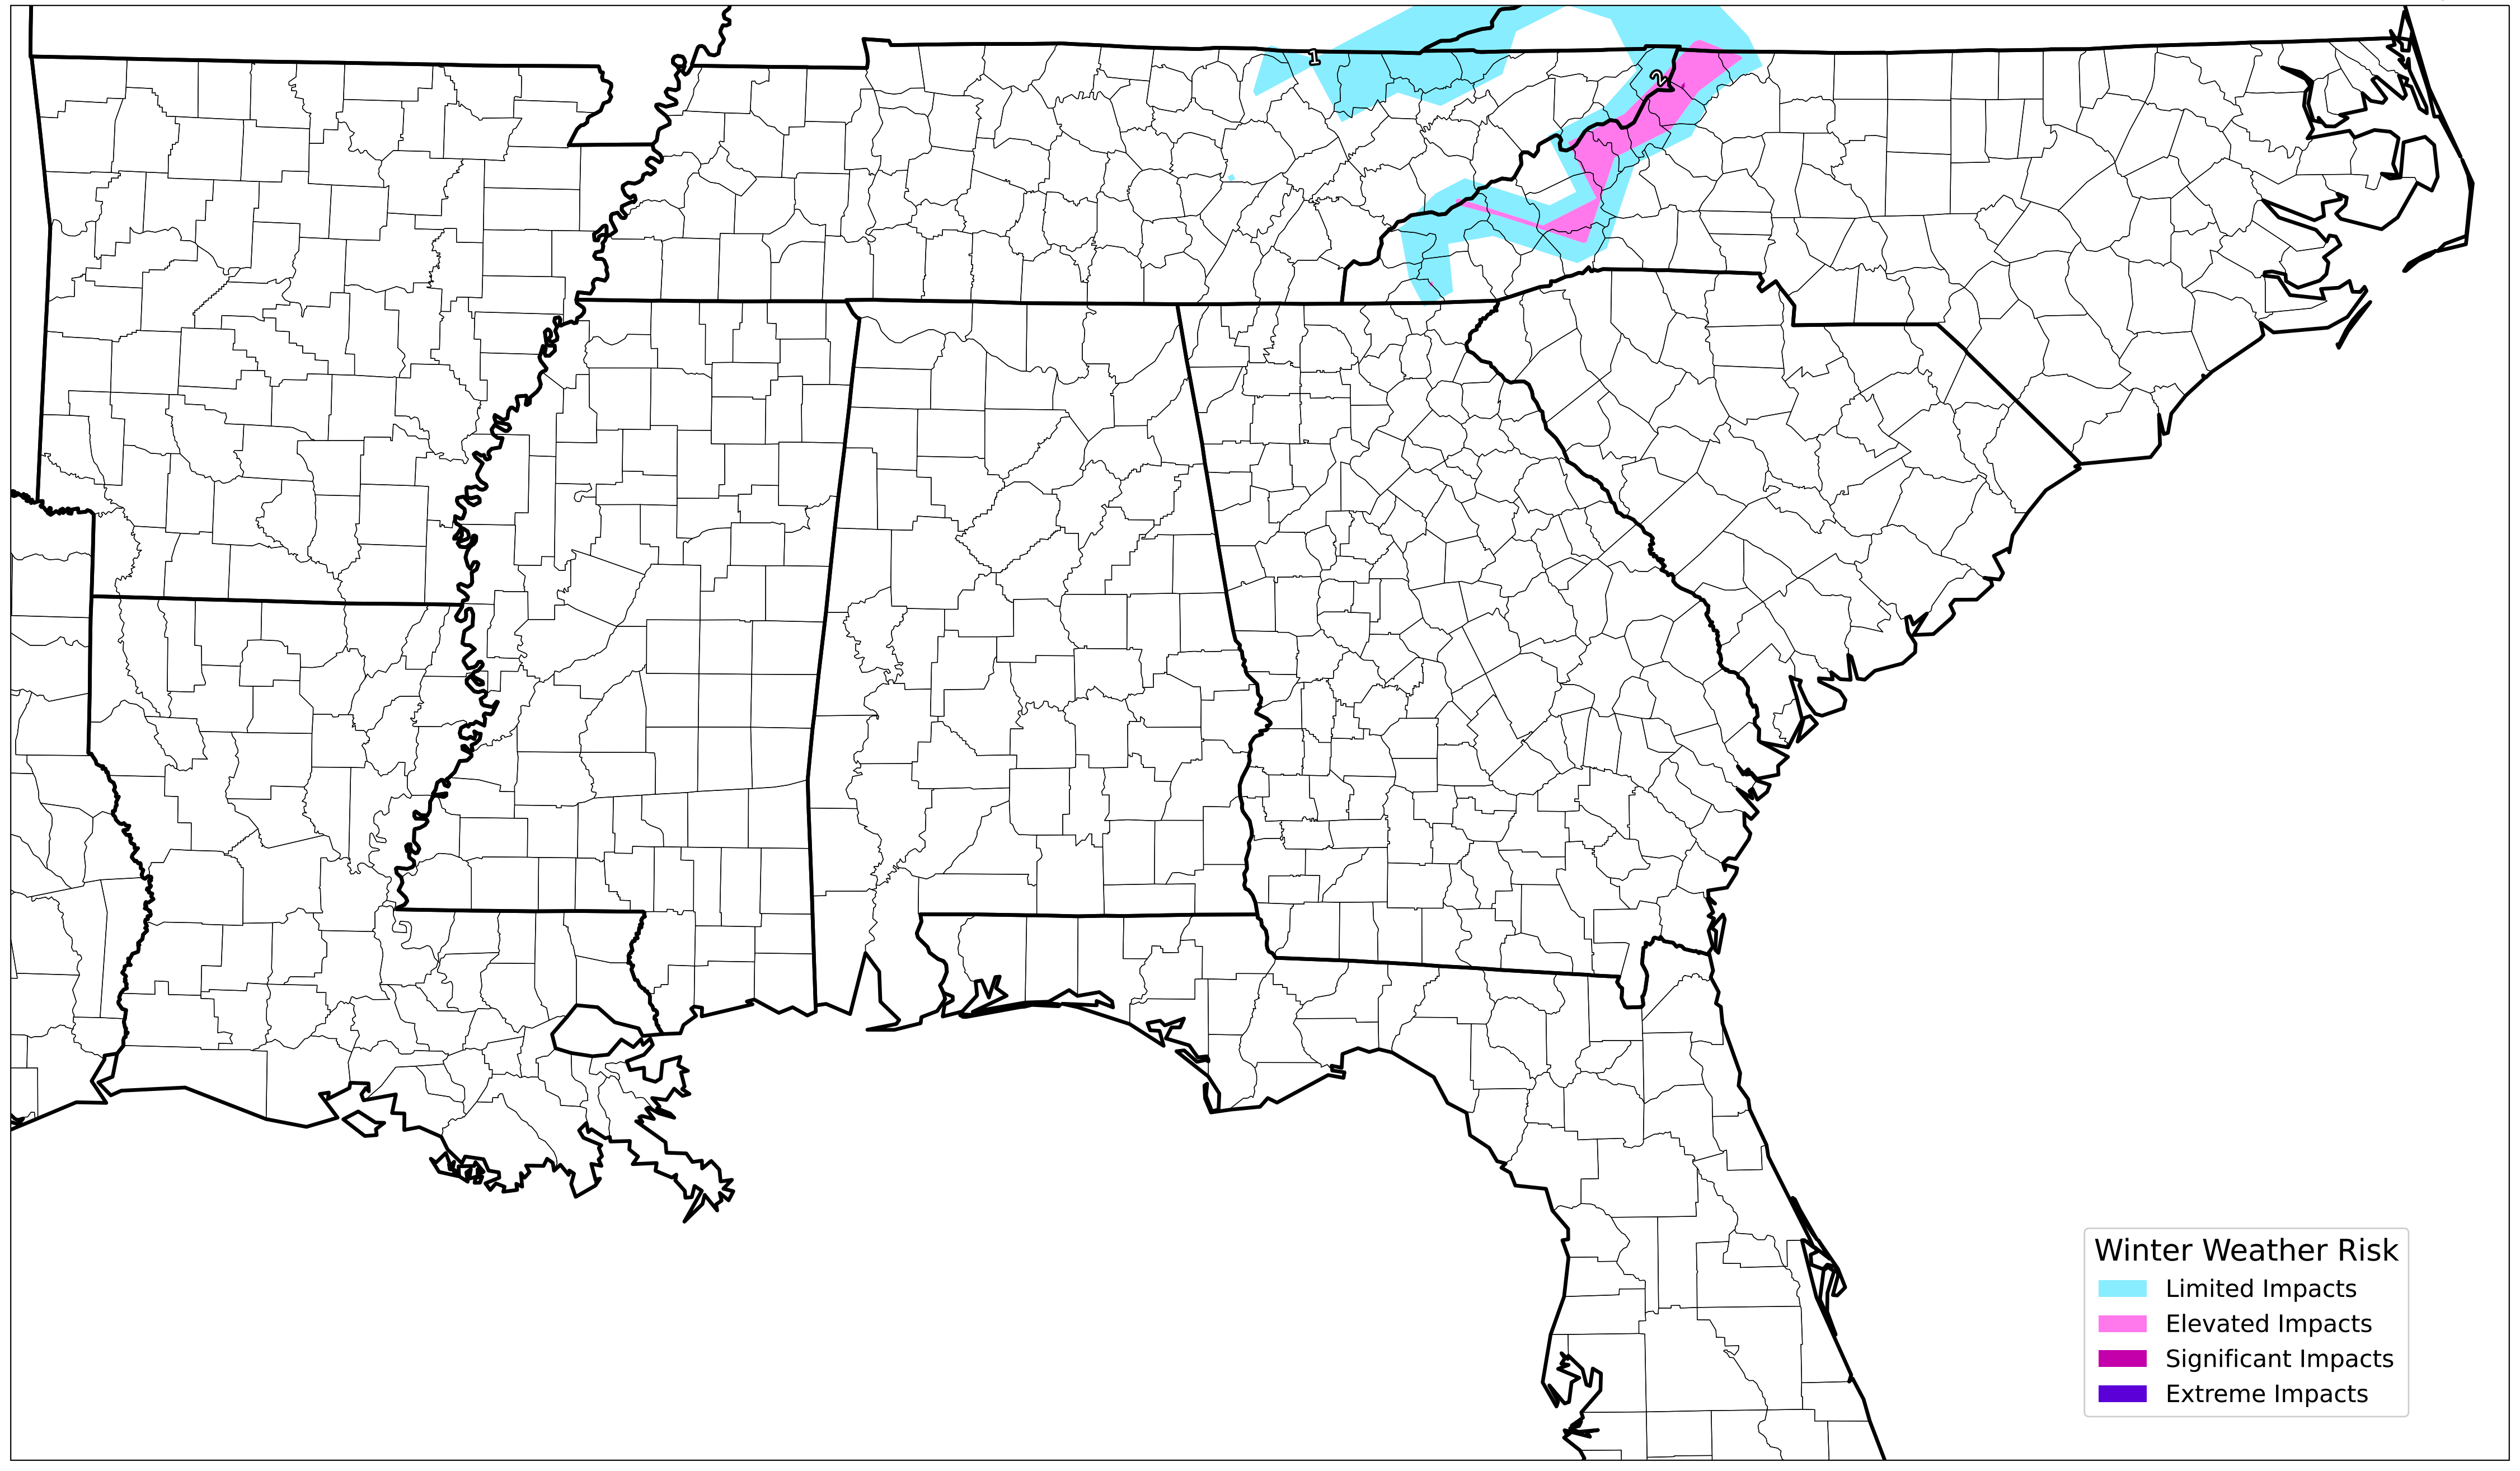 1
2
Winter Weather Risk
Limited Impacts
Elevated Impacts
Significant Impacts
Extreme Impacts